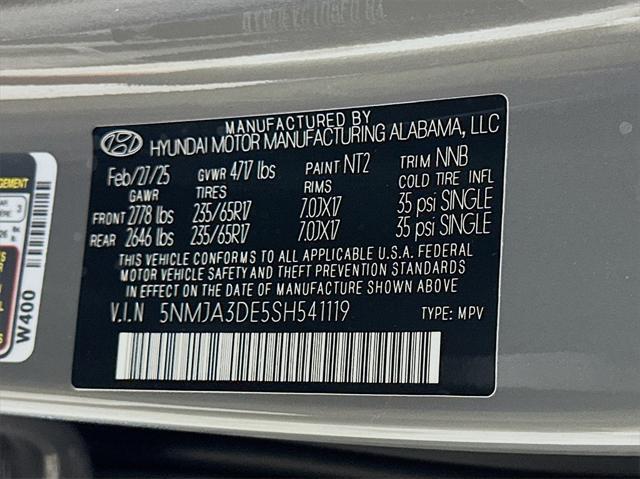 MANUFACTURED BY
HYUNDAI MOTOR MANUFACTURING ALABAMA, LLC
Feb/27/25 GVWR 4717 lbs PAINT NT2 TRIM NNB
GAWR TIRES RIMS COLD TIRE INFL
FRONT 2778 lbs 235/65R17 7.0JX17 35 psi SINGLE
REAR 2646 lbs 235/65R17 7.0JX17 35 psi SINGLE
THIS VEHICLE CONFORMS TO ALL APPLICABLE U.S.A. FEDERAL
MOTOR VEHICLE SAFETY AND THEFT PREVENTION STANDARDS
IN EFFECT ON THE DATE OF MANUFACTURE SHOWN ABOVE
V.I.N 5NMJA3DE5SH541119 TYPE: MPV
W400